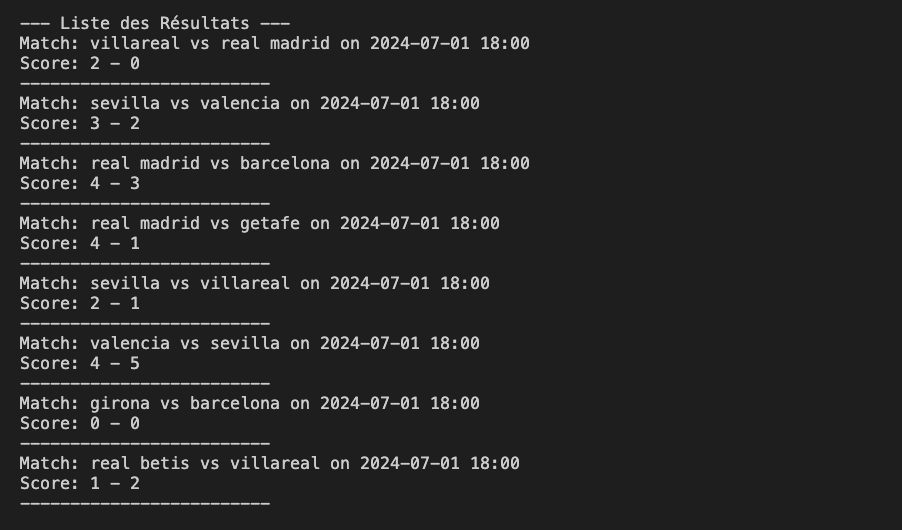 --- Liste des Résultats ---
Match: villareal vs real madrid on 2024-07-01 18:00
Score: 2 - 0
-------------------------
Match: sevilla vs valencia on 2024-07-01 18:00
Score: 3 - 2
-------------------------
Match: real madrid vs barcelona on 2024-07-01 18:00
Score: 4 - 3
-------------------------
Match: real madrid vs getafe on 2024-07-01 18:00
Score: 4 - 1
-------------------------
Match: sevilla vs villareal on 2024-07-01 18:00
Score: 2 - 1
-------------------------
Match: valencia vs sevilla on 2024-07-01 18:00
Score: 4 - 5
-------------------------
Match: girona vs barcelona on 2024-07-01 18:00
Score: 0 - 0
-------------------------
Match: real betis vs villareal on 2024-07-01 18:00
Score: 1 - 2
-------------------------